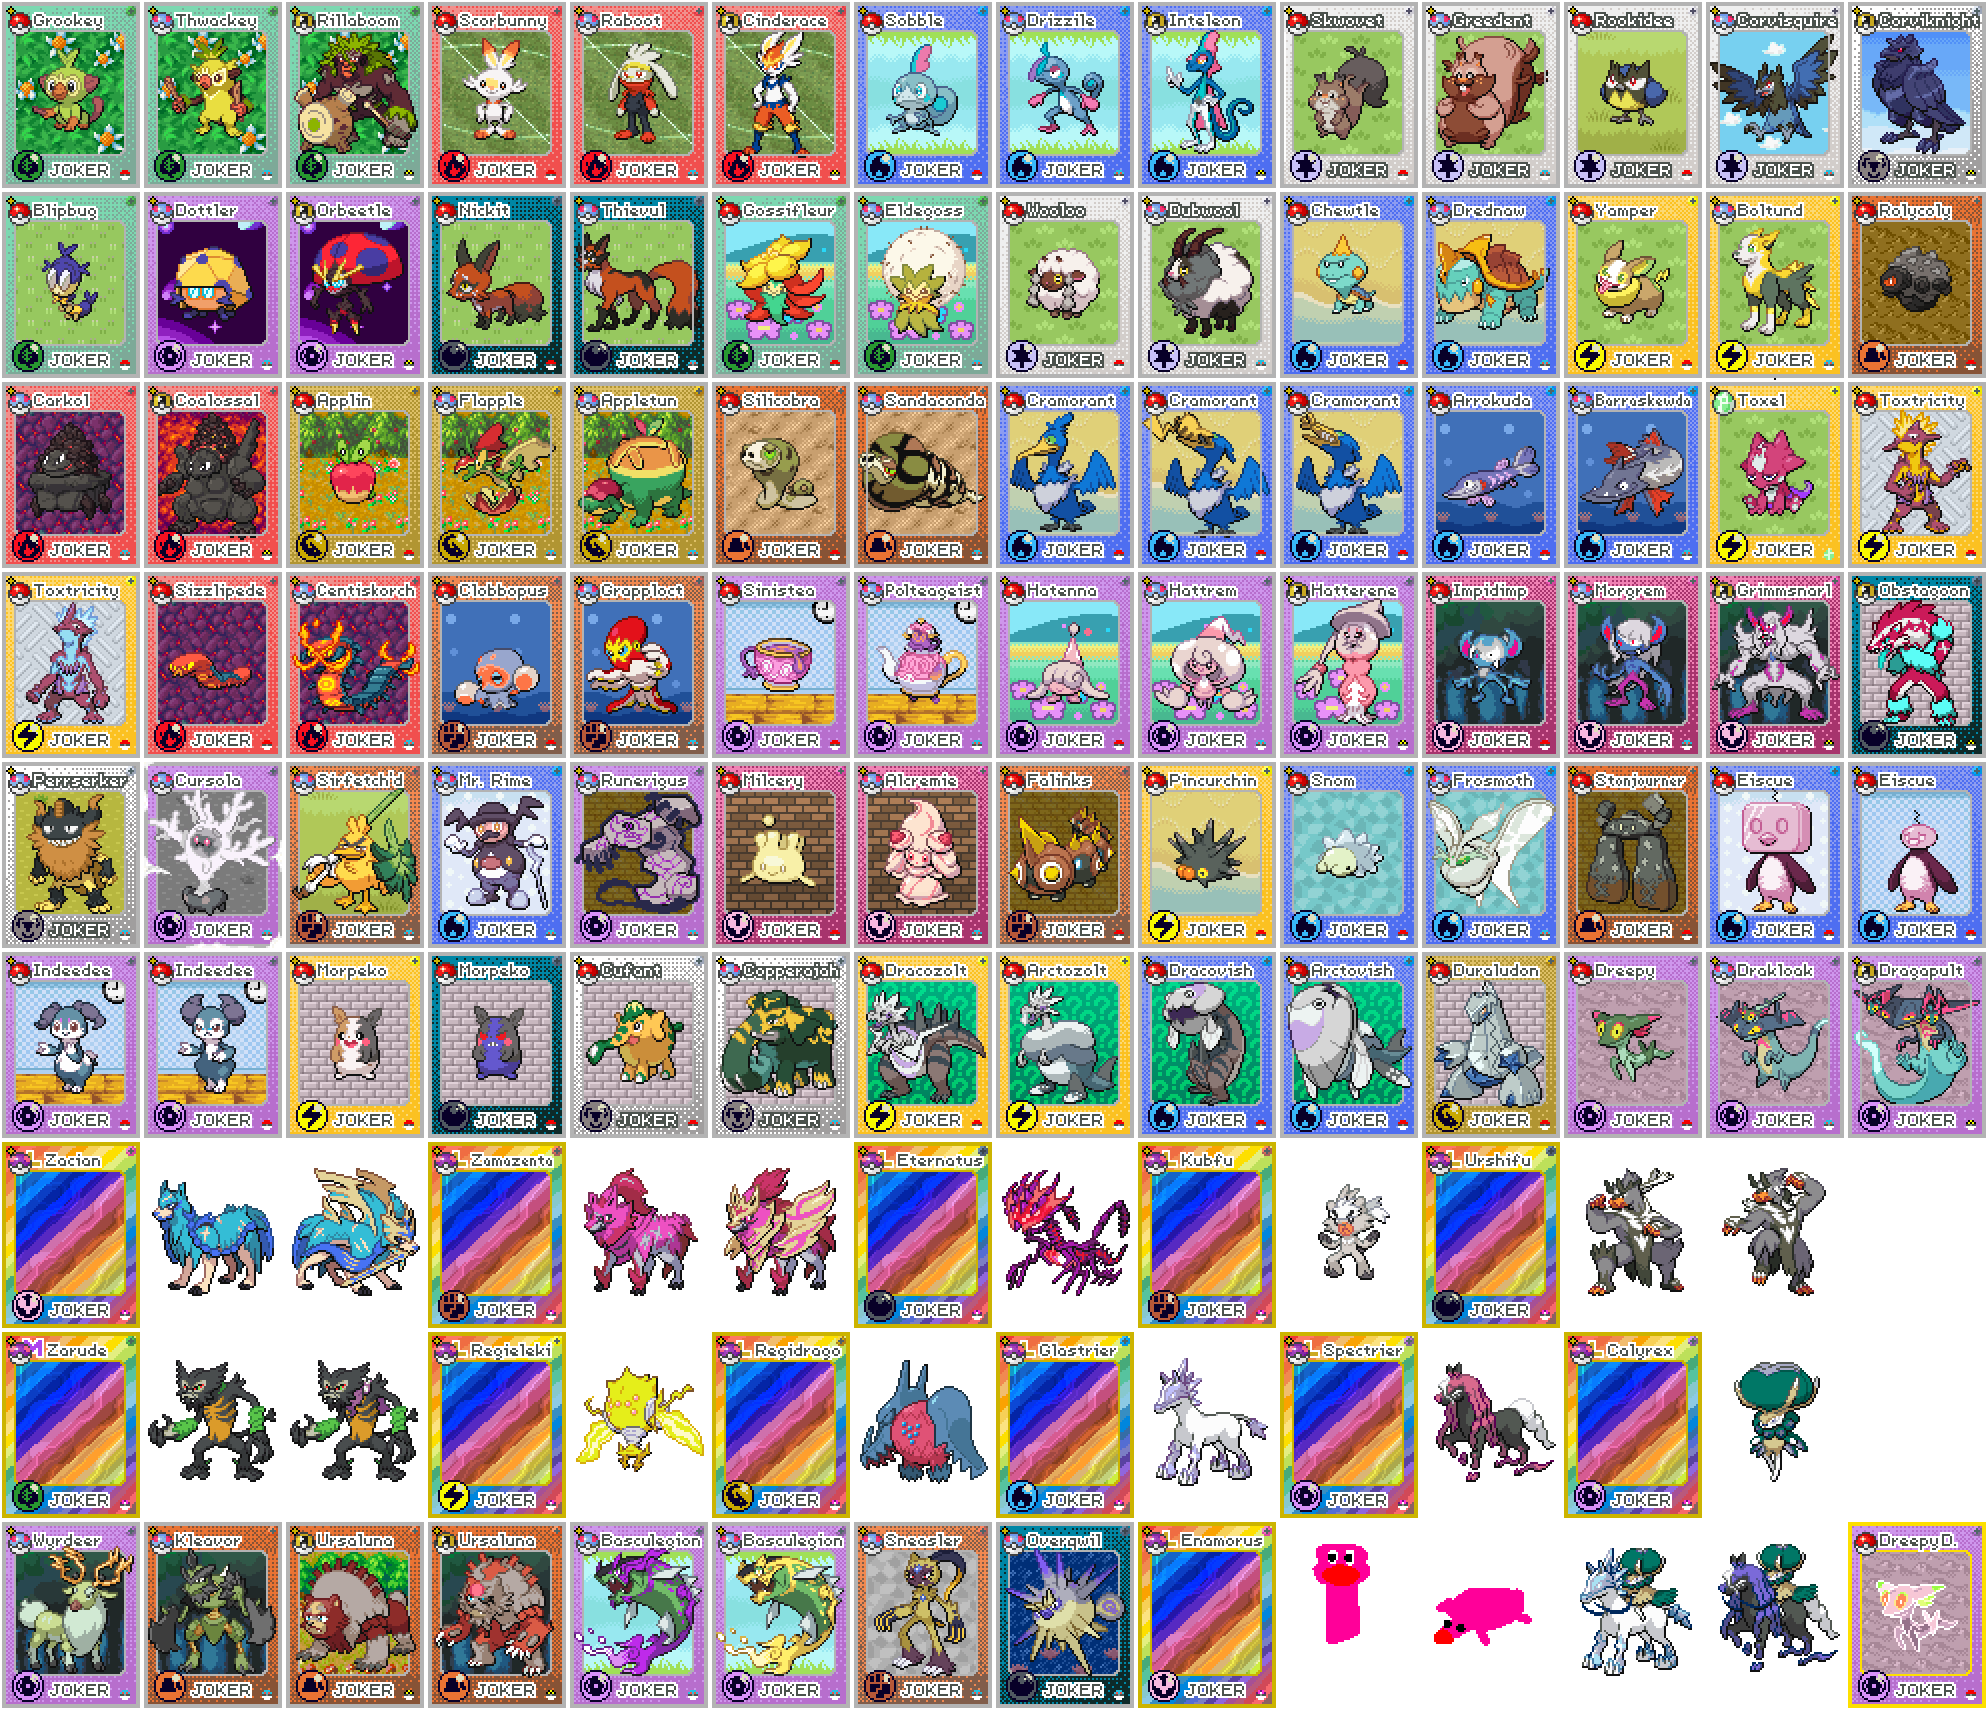 Grookey Thwackey Rillaboom Scorbunny Raboot Cinderace Sobble Drizzile Inteleon Skwovet Greedent Rookidee Corvisquire Corviknight
JOKER JOKER JOKER JOKER JOKER JOKER JOKER JOKER JOKER JOKER JOKER JOKER JOKER JOKER
Blipbug Dottler Orbeetle Nickit Thievul Gossifleur Eldegoss Wooloo Dubwool Chewtle Drednaw Yamper Boltund Rolycoly
JOKER JOKER JOKER JOKER JOKER JOKER JOKER JOKER JOKER JOKER JOKER JOKER JOKER JOKER
Carkol Coalossal Applin Flapple Appletun Silicobra Sandaconda Cramorant Cramorant Cramorant Arrokuda Barraskewda Toxel Toxtricity
JOKER JOKER JOKER JOKER JOKER JOKER JOKER JOKER JOKER JOKER JOKER JOKER JOKER JOKER
Toxtricity Sizzlipede Centiskorch Clobbopus Grapploct Sinistea Polteageist Hatenna Hattrem Hatterene Impidimp Morgrem Grimmsnarl Obstagoon
JOKER JOKER JOKER JOKER JOKER JOKER JOKER JOKER JOKER JOKER JOKER JOKER JOKER JOKER
Perrserker Cursola Sirfetchid Mr. Rime Runerigus Milcery Alcremie Falinks Pincurchin Snom Frosmoth Stonjourner Eiscue Eiscue
JOKER JOKER JOKER JOKER JOKER JOKER JOKER JOKER JOKER JOKER JOKER JOKER JOKER JOKER
Indeedee Indeedee Morpeko Morpeko Cufant Copperajah Dracozolt Arctozolt Dracovish Arctovish Duraludon Dreepy Drakloak Dragapult
JOKER JOKER JOKER JOKER JOKER JOKER JOKER JOKER JOKER JOKER JOKER JOKER JOKER JOKER
L Zacian L Zamazenta L Eternatus L Kubfu L Urshifu
JOKER JOKER JOKER JOKER JOKER
M Zarude L Regieleki L Regidrago L Glastrier L Spectrier L Calyrex
JOKER JOKER JOKER JOKER JOKER JOKER
Wyrdeer Kleavor Ursaluna Ursaluna Basculegion Basculegion Sneasler Overqwil L Enamorus Dreepy D.
JOKER JOKER JOKER JOKER JOKER JOKER JOKER JOKER JOKER JOKER